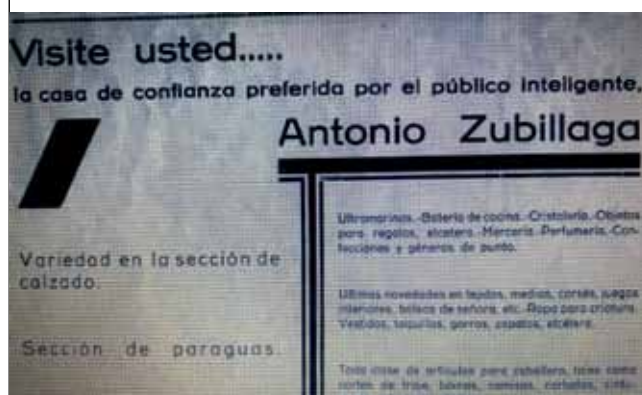 Visite usted.....
la casa de confianza preferida por el público inteligente,
Antonio Zubillaga
Variedad en la sección de
calzado.
Sección de paraguas.
Ultramarinos.-Batería de cocina.-Cristalería.-Objetos
para regalos, etcétera.-Mercería.-Perfumería.-Con-
fecciones y géneros de punto.
Ultimas novedades en tejidos, medias, corsés, juegos
interiores, bolsos de señora, etc.-Ropa para criatura.
Vestidos, toquillas, gorros, zapatos, etcétera.
Toda clase de artículos para caballero, tales como
cortes de traje, boinas, camisas, corbatas,